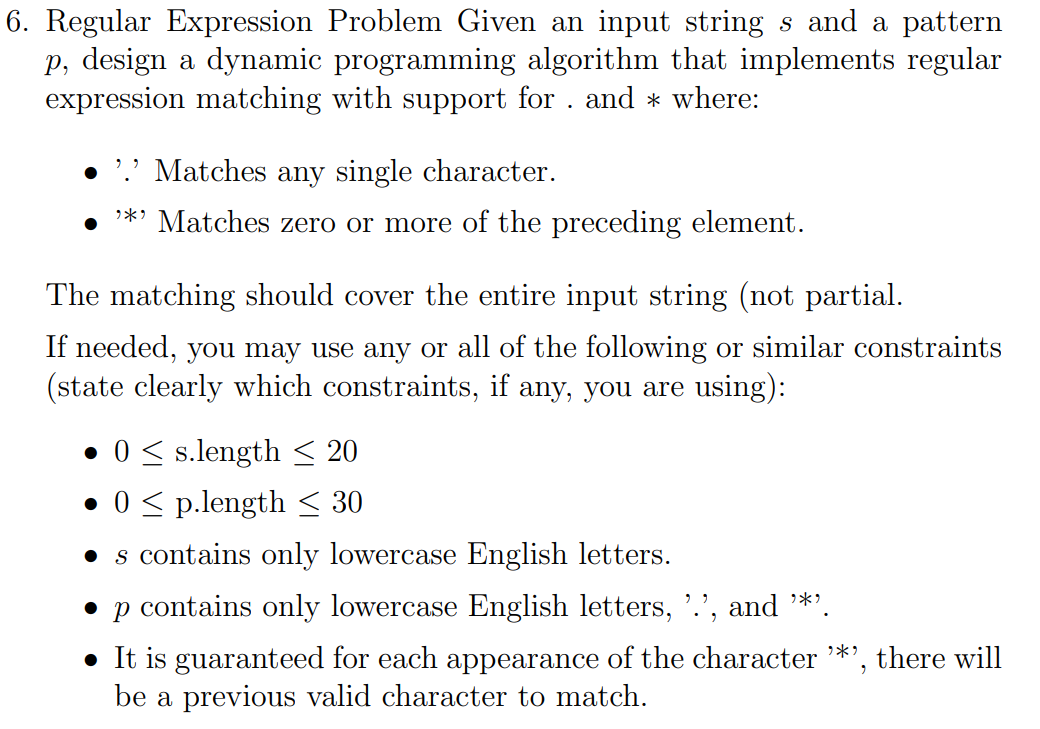 6. Regular Expression Problem Given an input string s and a pattern
p, design a dynamic programming algorithm that implements regular
expression matching with support for . and * where:
• ’.’ Matches any single character.
• ’*’ Matches zero or more of the preceding element.
The matching should cover the entire input string (not partial.
If needed, you may use any or all of the following or similar constraints
(state clearly which constraints, if any, you are using):
• 0 ≤ s.length ≤ 20
• 0 ≤ p.length ≤ 30
• s contains only lowercase English letters.
• p contains only lowercase English letters, ’.’, and ’*’.
• It is guaranteed for each appearance of the character ’*’, there will
be a previous valid character to match.